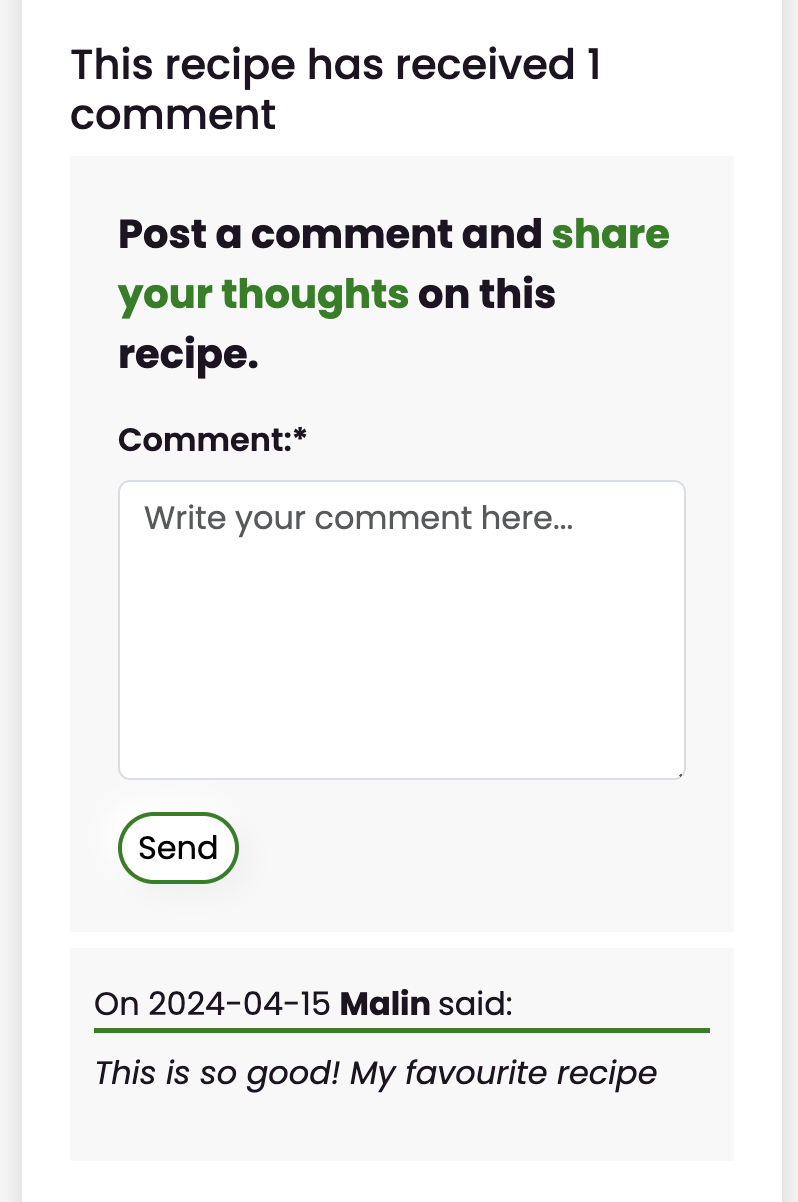 This recipe has received 1
comment
Post a comment and share
your thoughts on this
recipe.
Comment:*
Write your comment here...
Send
On 2024-04-15 Malin said:
This is so good! My favourite recipe